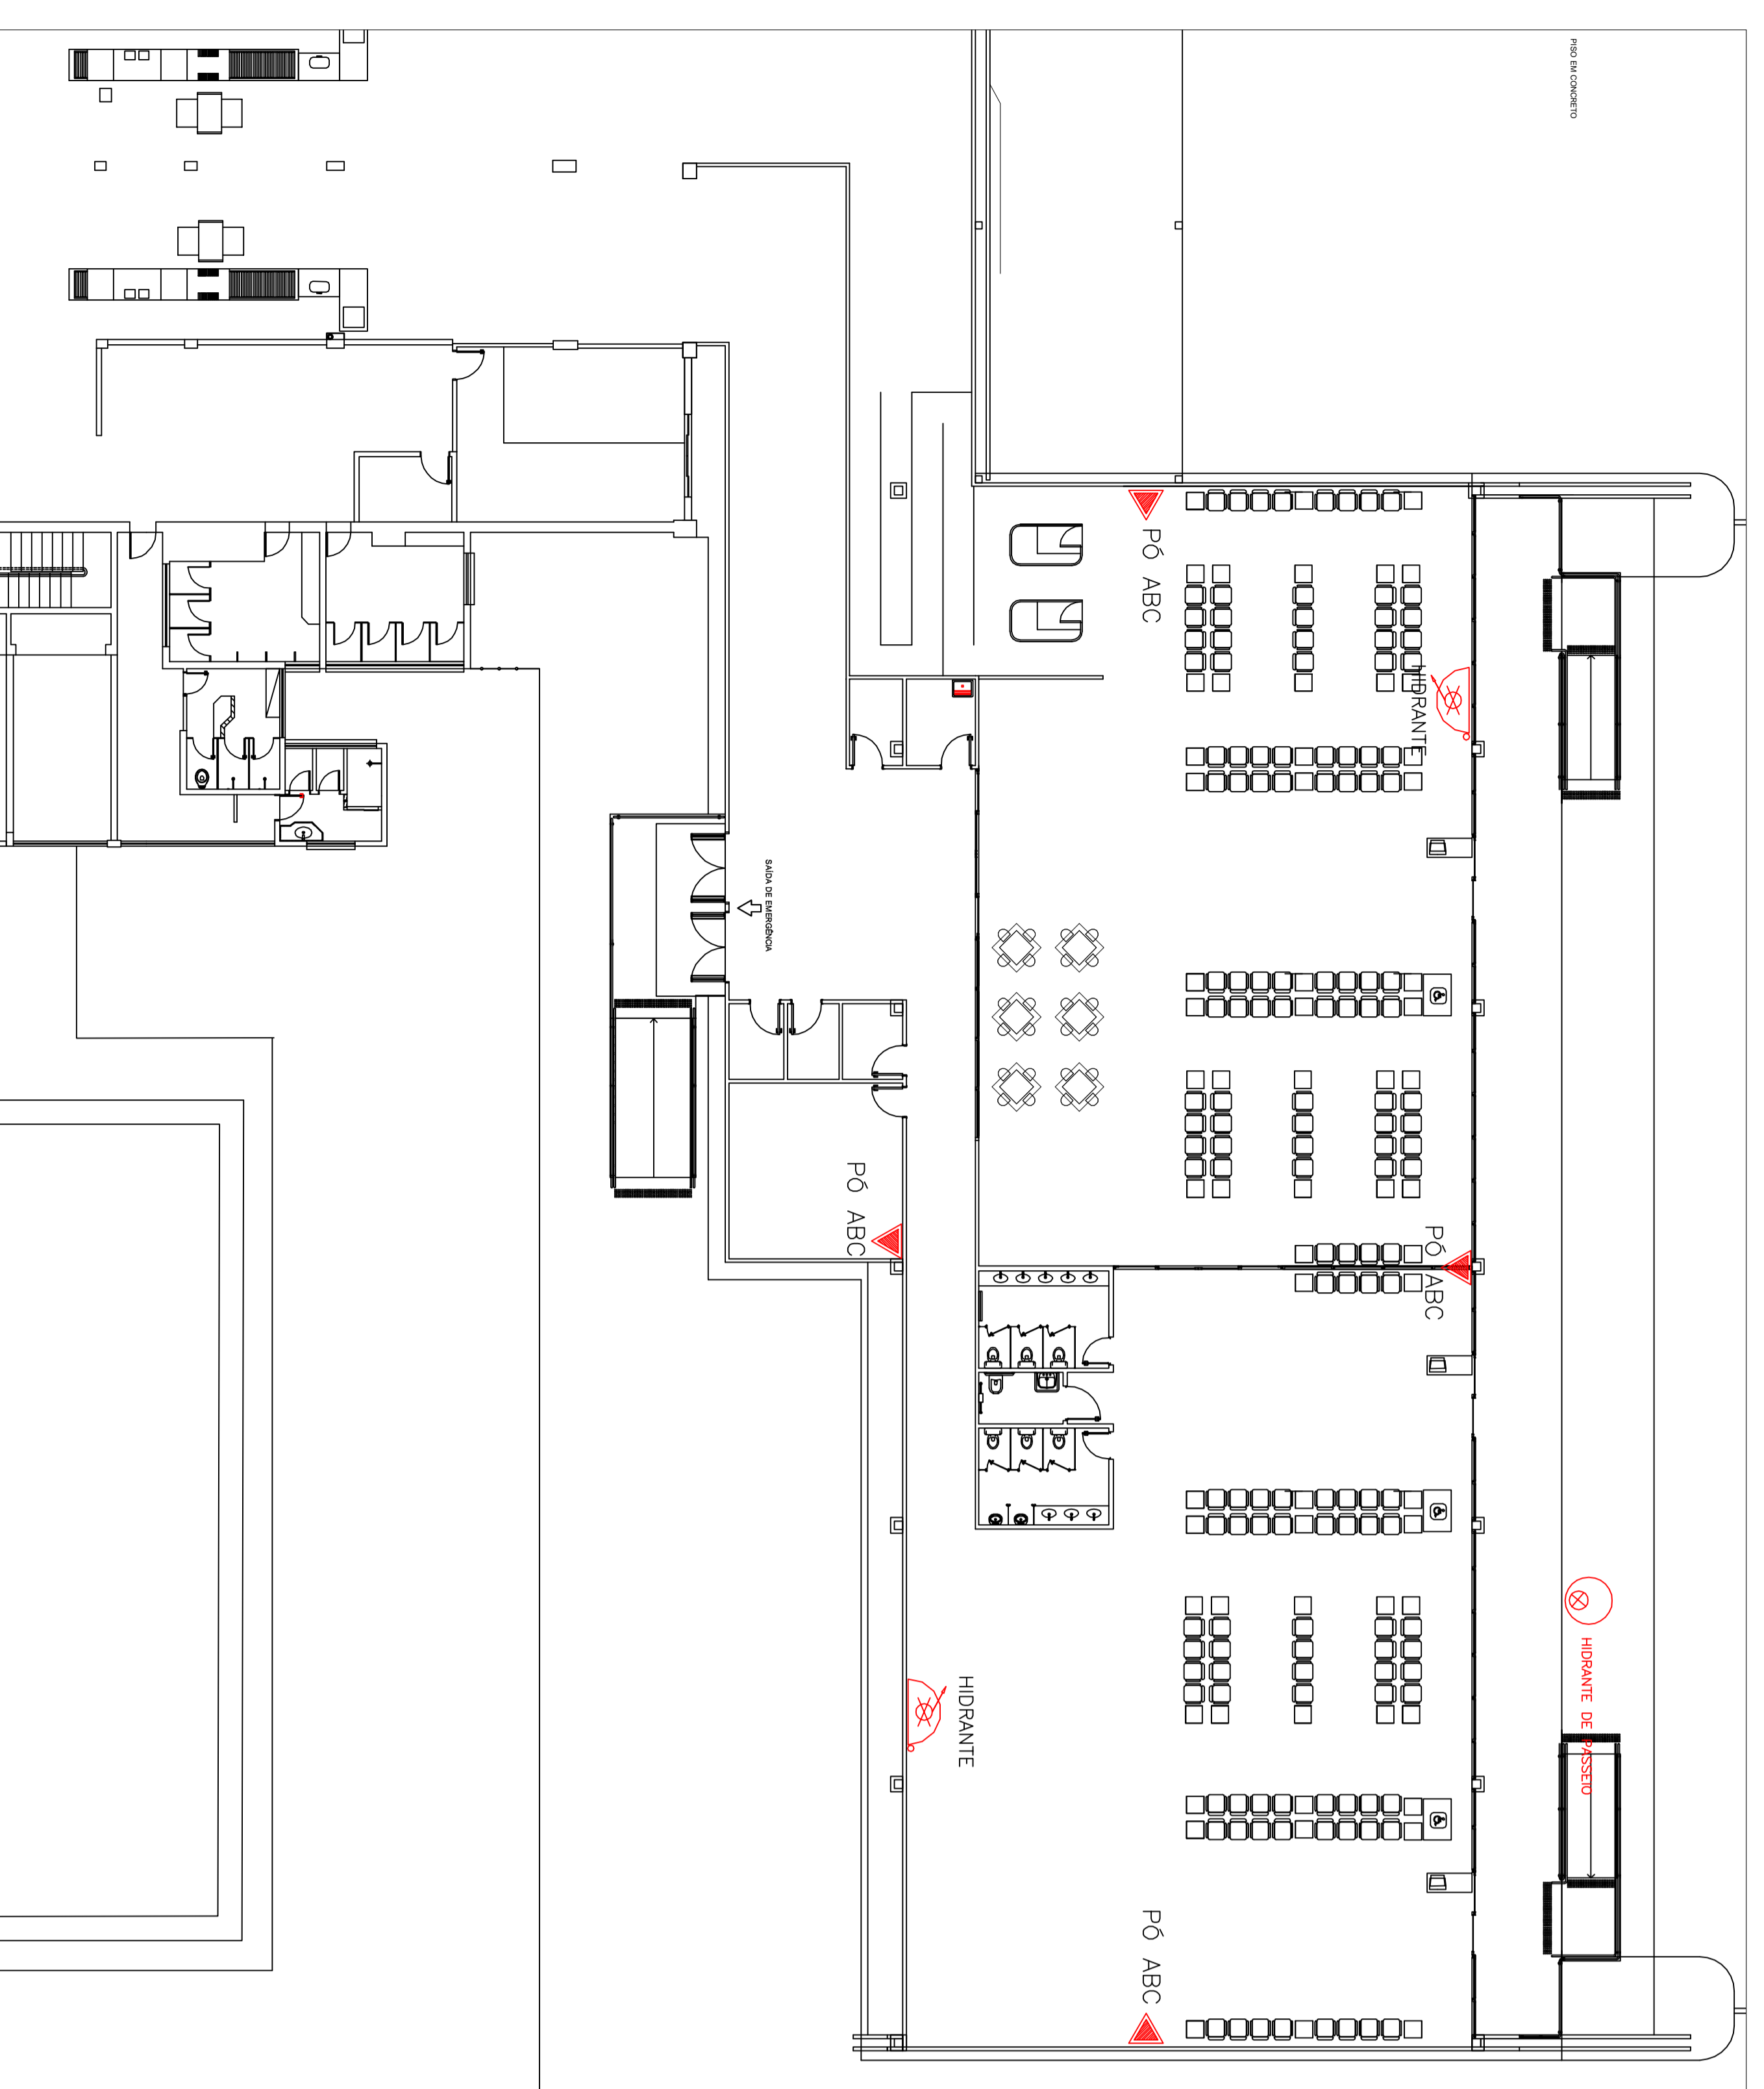 PISO EM CONCRETO
PÓ ABC
HIDRANTE
SAÍDA DE EMERGÊNCIA
PÓ ABC
PÓ ABC
HIDRANTE DE PASSEIO
HIDRANTE
PÓ ABC